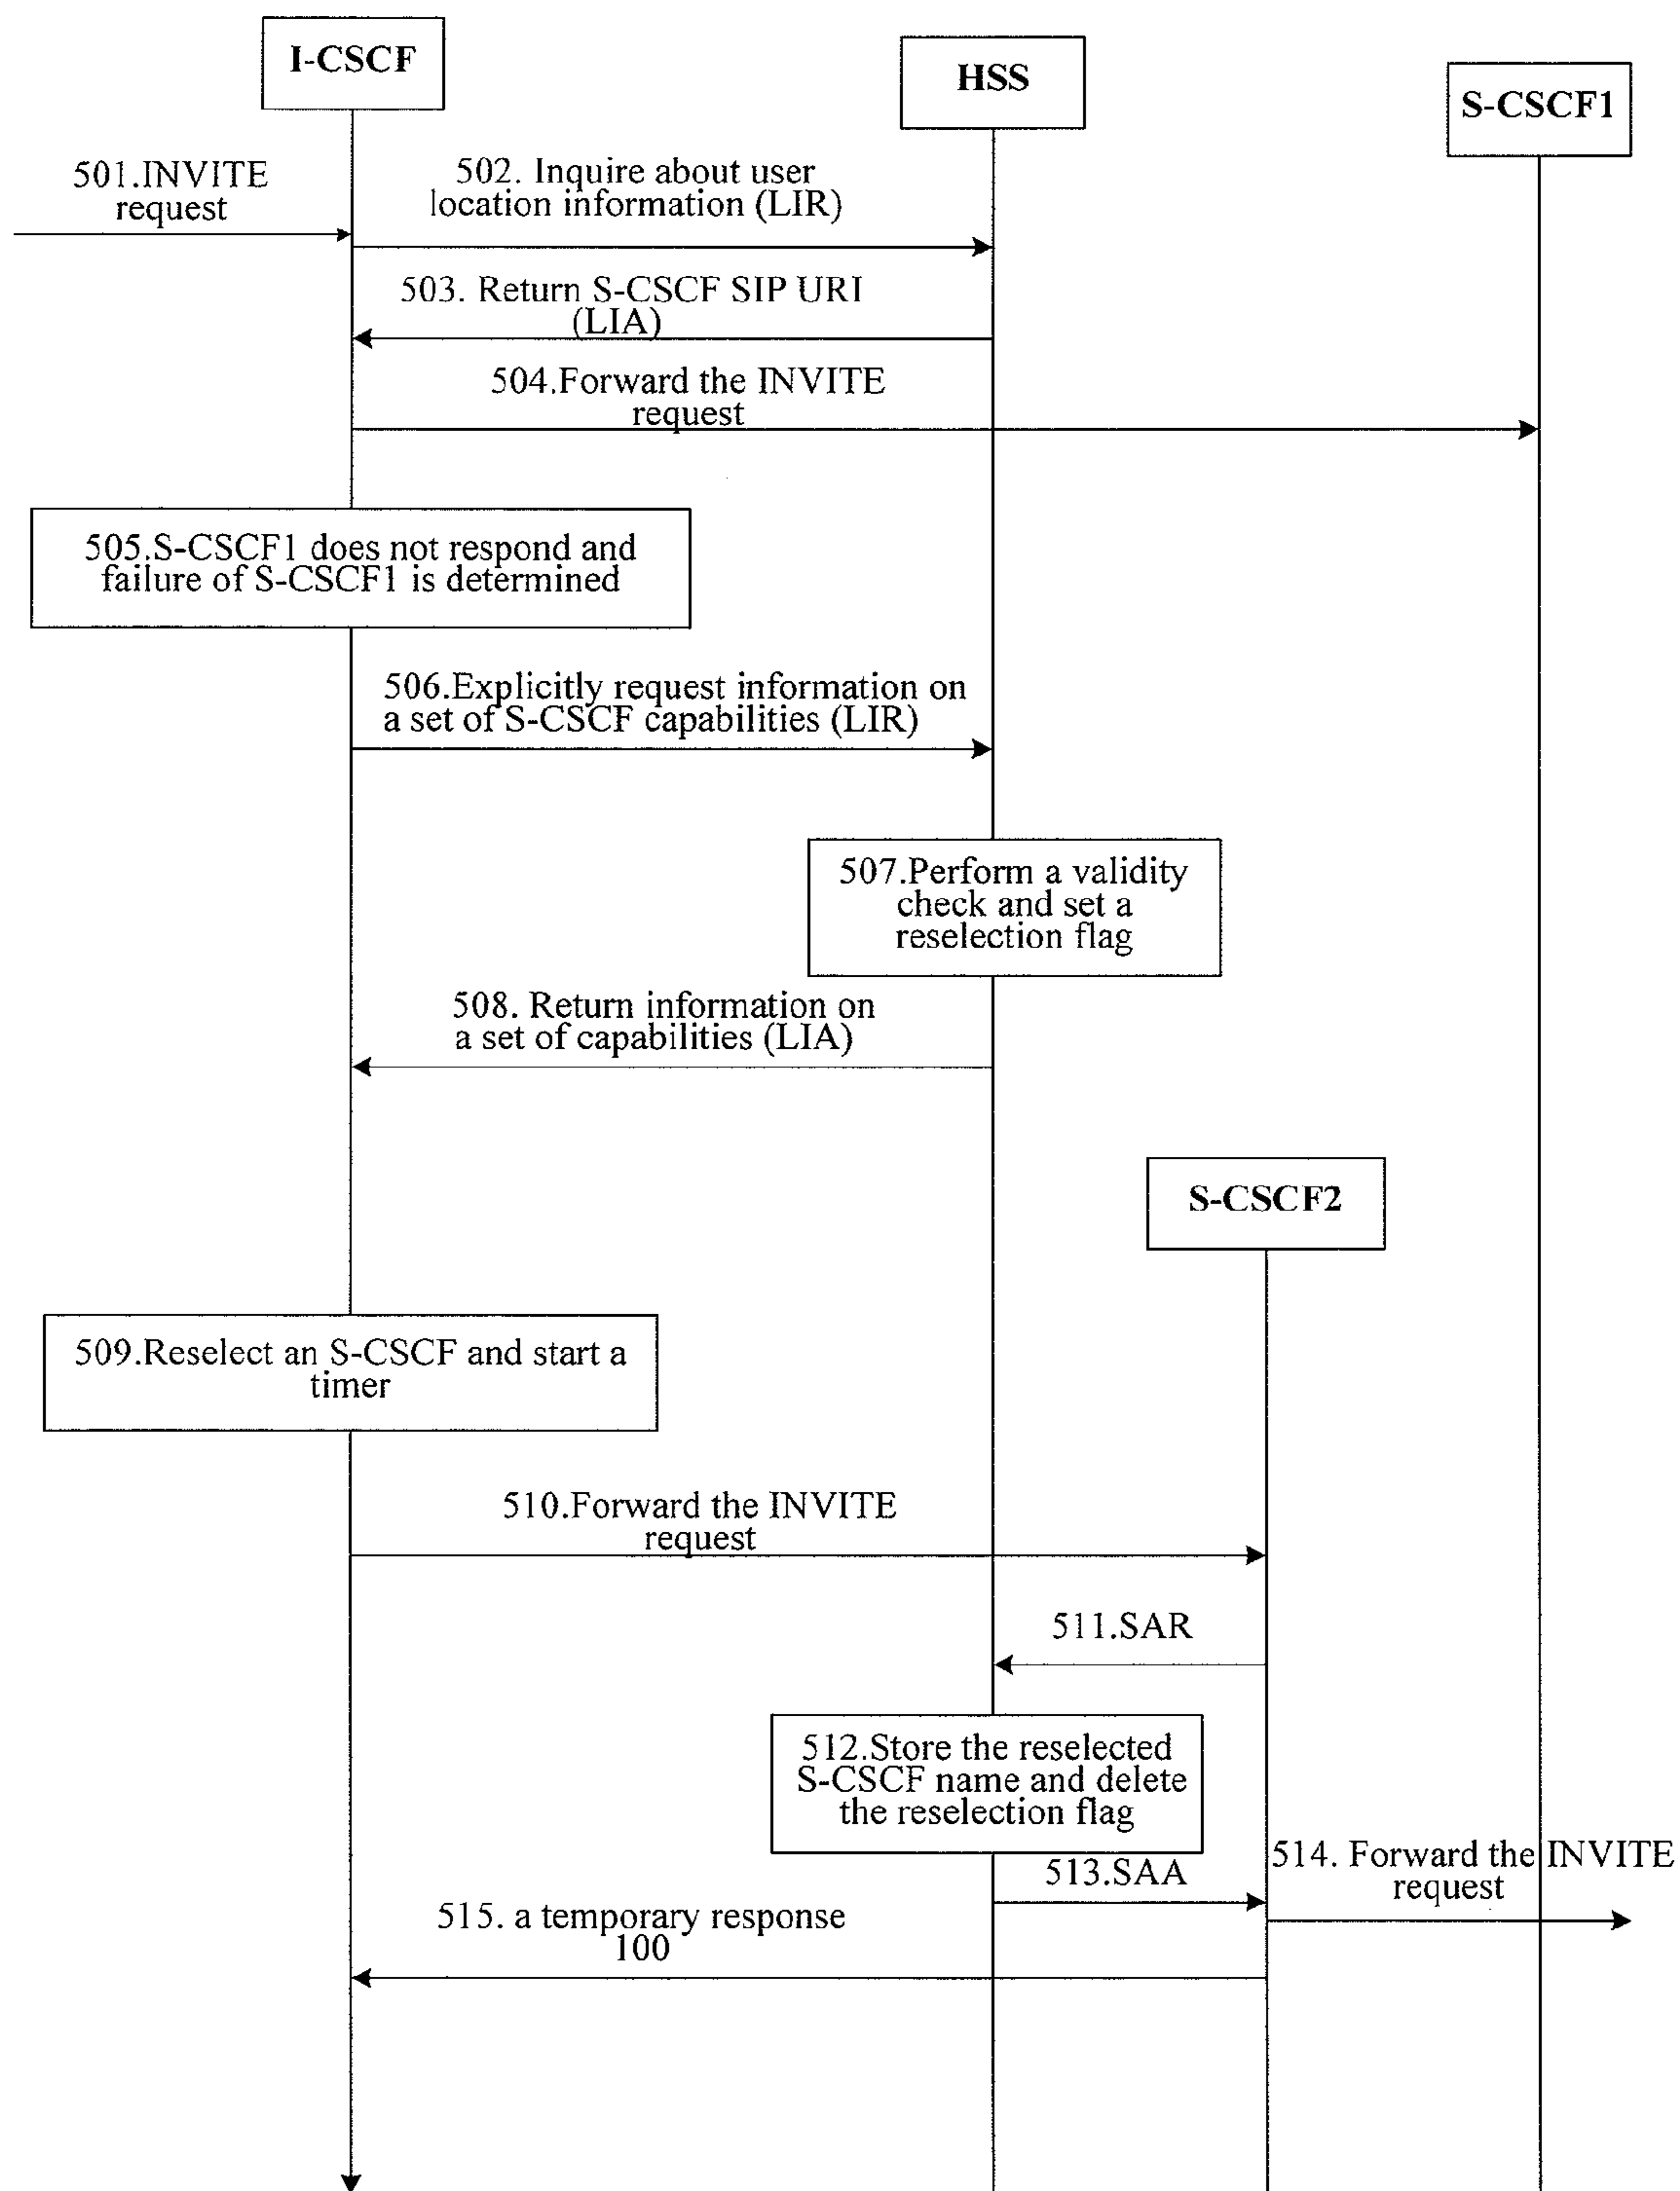 I-CSCF
HSS
S-CSCF1
501.INVITE
request
502. Inquire about user
location information (LIR)
503. Return S-CSCF SIP URI
(LIA)
504.Forward the INVITE
request
505.S-CSCF1 does not respond and
failure of S-CSCF1 is determined
506.Explicitly request information on
a set of S-CSCF capabilities (LIR)
507.Perform a validity
check and set a
reselection flag
508. Return information on
a set of capabilities (LIA)
S-CSCF2
509.Reselect an S-CSCF and start a
timer
510.Forward the INVITE
request
511.SAR
512.Store the reselected
S-CSCF name and delete
the reselection flag
513.SAA
514. Forward the INVITE
request
515. a temporary response
100